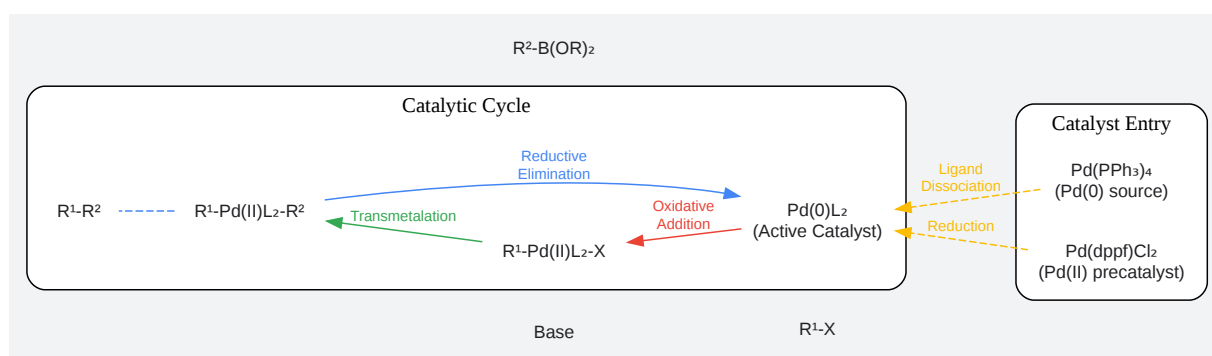 R²-B(OR)₂
Catalytic Cycle
Catalyst Entry
Reductive
Elimination
Ligand
Dissociation
Pd(PPh₃)₄
(Pd(0) source)
R¹-R²
R¹-Pd(II)L₂-R²
Transmetalation
Oxidative
Addition
Pd(0)L₂
(Active Catalyst)
Reduction
R¹-Pd(II)L₂-X
Pd(dppf)Cl₂
(Pd(II) precatalyst)
Base
R¹-X